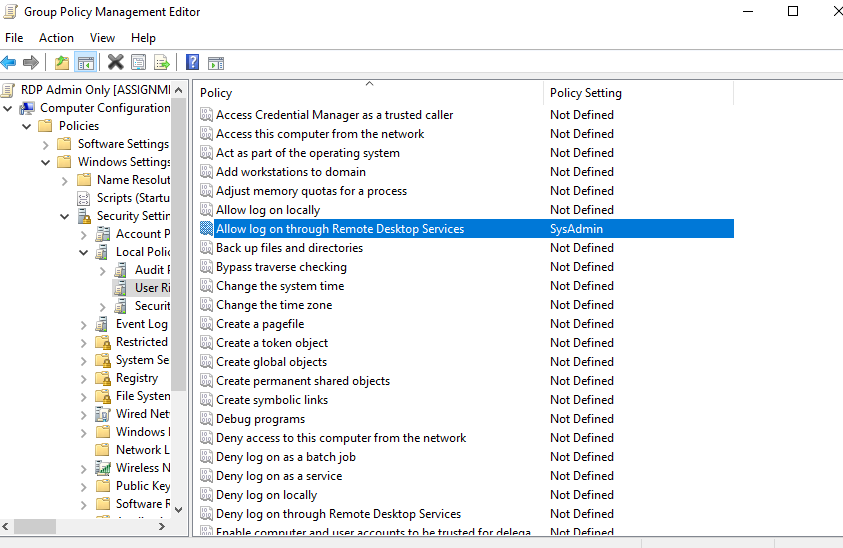 Group Policy Management Editor
File Action View Help
RDP Admin Only [ASSIGNM
Computer Configuration
Policies
Software Settings
Windows Settings
Name Resolut
Scripts (Startu
Security Settin
Account P
Local Polic
Audit P
User Ri
Securit
Event Log
Restricted
System Se
Registry
File System
Wired Netw
Windows F
Network L
Wireless N
Public Key
Software R
Policy Policy Setting
Access Credential Manager as a trusted caller Not Defined
Access this computer from the network Not Defined
Act as part of the operating system Not Defined
Add workstations to domain Not Defined
Adjust memory quotas for a process Not Defined
Allow log on locally Not Defined
Allow log on through Remote Desktop Services SysAdmin
Back up files and directories Not Defined
Bypass traverse checking Not Defined
Change the system time Not Defined
Change the time zone Not Defined
Create a pagefile Not Defined
Create a token object Not Defined
Create global objects Not Defined
Create permanent shared objects Not Defined
Create symbolic links Not Defined
Debug programs Not Defined
Deny access to this computer from the network Not Defined
Deny log on as a batch job Not Defined
Deny log on as a service Not Defined
Deny log on locally Not Defined
Deny log on through Remote Desktop Services Not Defined
Enable computer and user accounts to be trusted for delega Not Defined